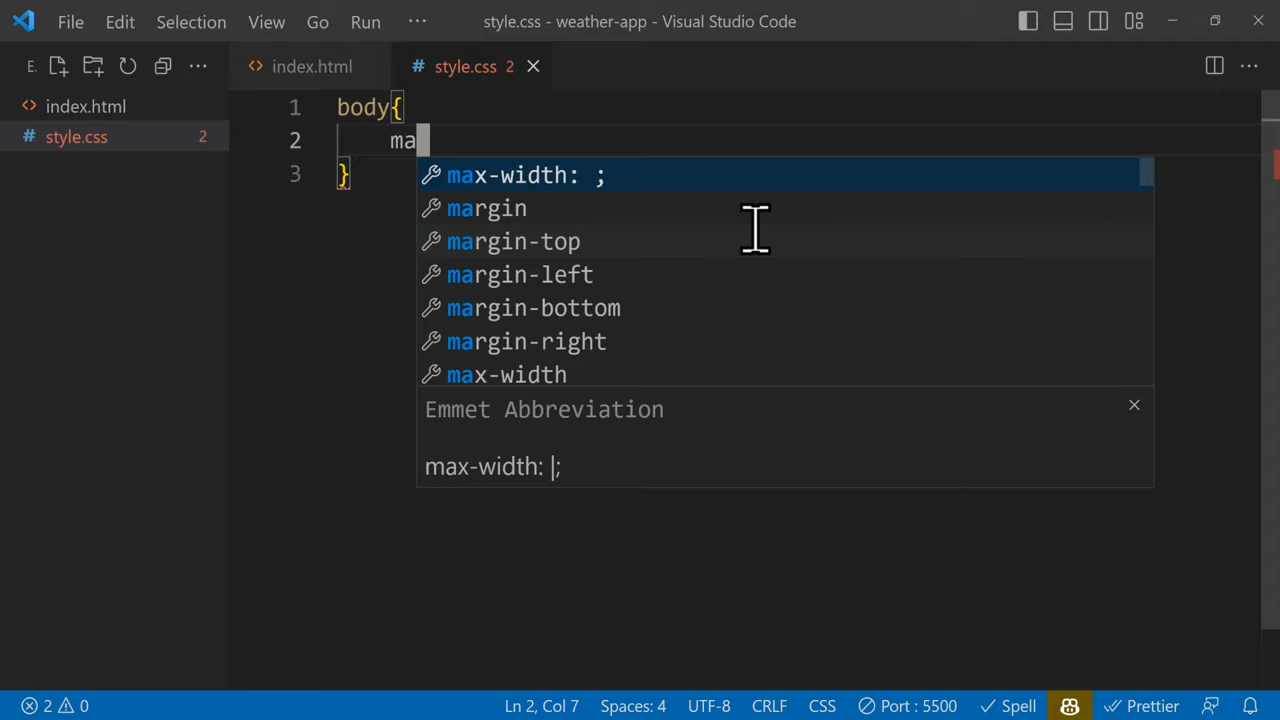 File Edit Selection View Go Run ··· style.css - weather-app - Visual Studio Code
E. ··· <> index.html # style.css 2
<> index.html
# style.css 2
1 body{
2 ma
3 }
max-width: ;
margin
margin-top
margin-left
margin-bottom
margin-right
max-width
Emmet Abbreviation
max-width: |;
2 0 Ln 2, Col 7 Spaces: 4 UTF-8 CRLF CSS Port : 5500 Spell Prettier